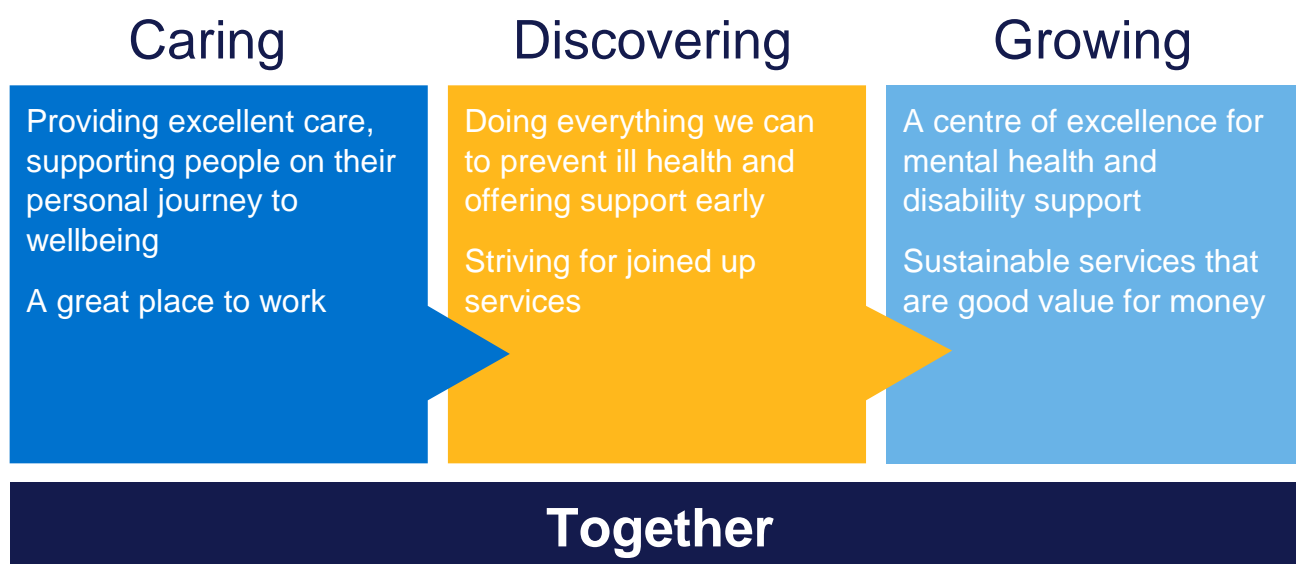 Caring
Providing excellent care,
supporting people on their
personal journey to
wellbeing
A great place to work
Discovering
Doing everything we can
to prevent ill health and
offering support early
Striving for joined up
services
Growing
A centre of excellence for
mental health and
disability support
Sustainable services that
are good value for money
Together